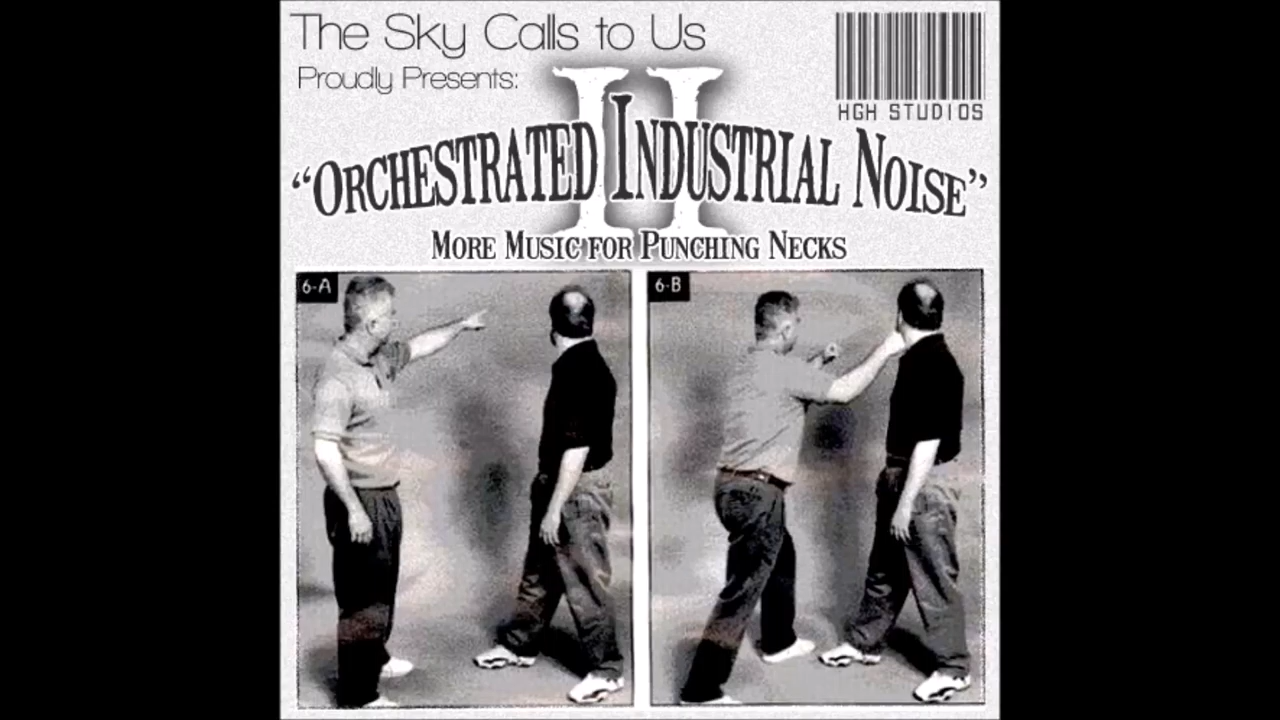 The Sky Calls to Us
Proudly Presents:
HGH STUDIOS
II
“ORCHESTRATED INDUSTRIAL NOISE”
MORE MUSIC FOR PUNCHING NECKS
6-A
6-B